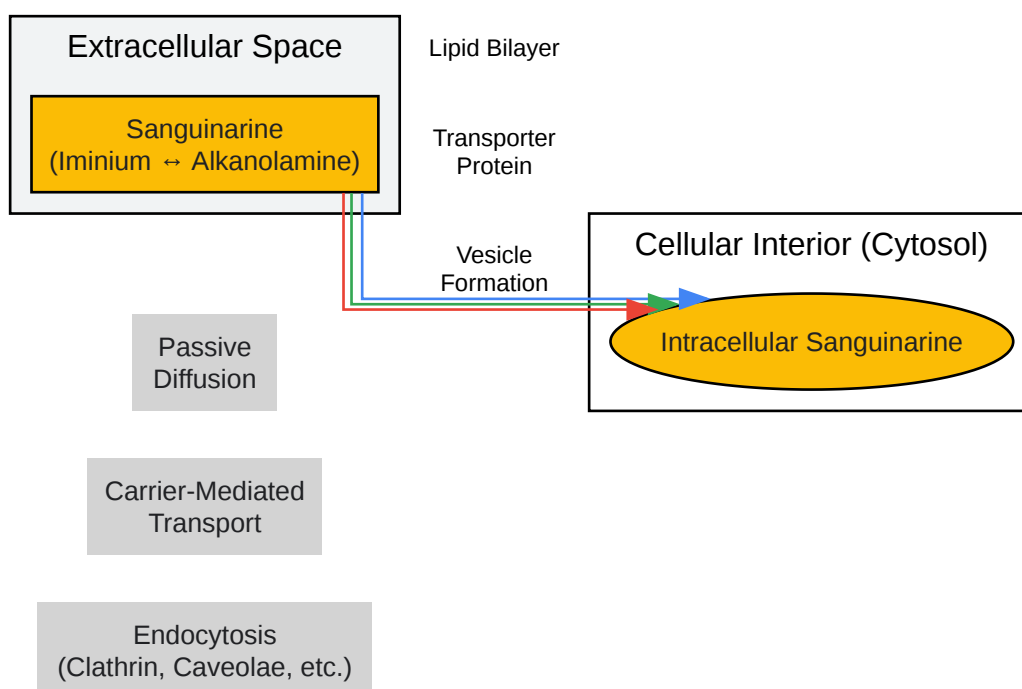 Extracellular Space
Lipid Bilayer
Sanguinarine
(Iminium ↔ Alkanolamine)
Transporter
Protein
Vesicle
Formation
Cellular Interior (Cytosol)
Intracellular Sanguinarine
Passive
Diffusion
Carrier-Mediated
Transport
Endocytosis
(Clathrin, Caveolae, etc.)